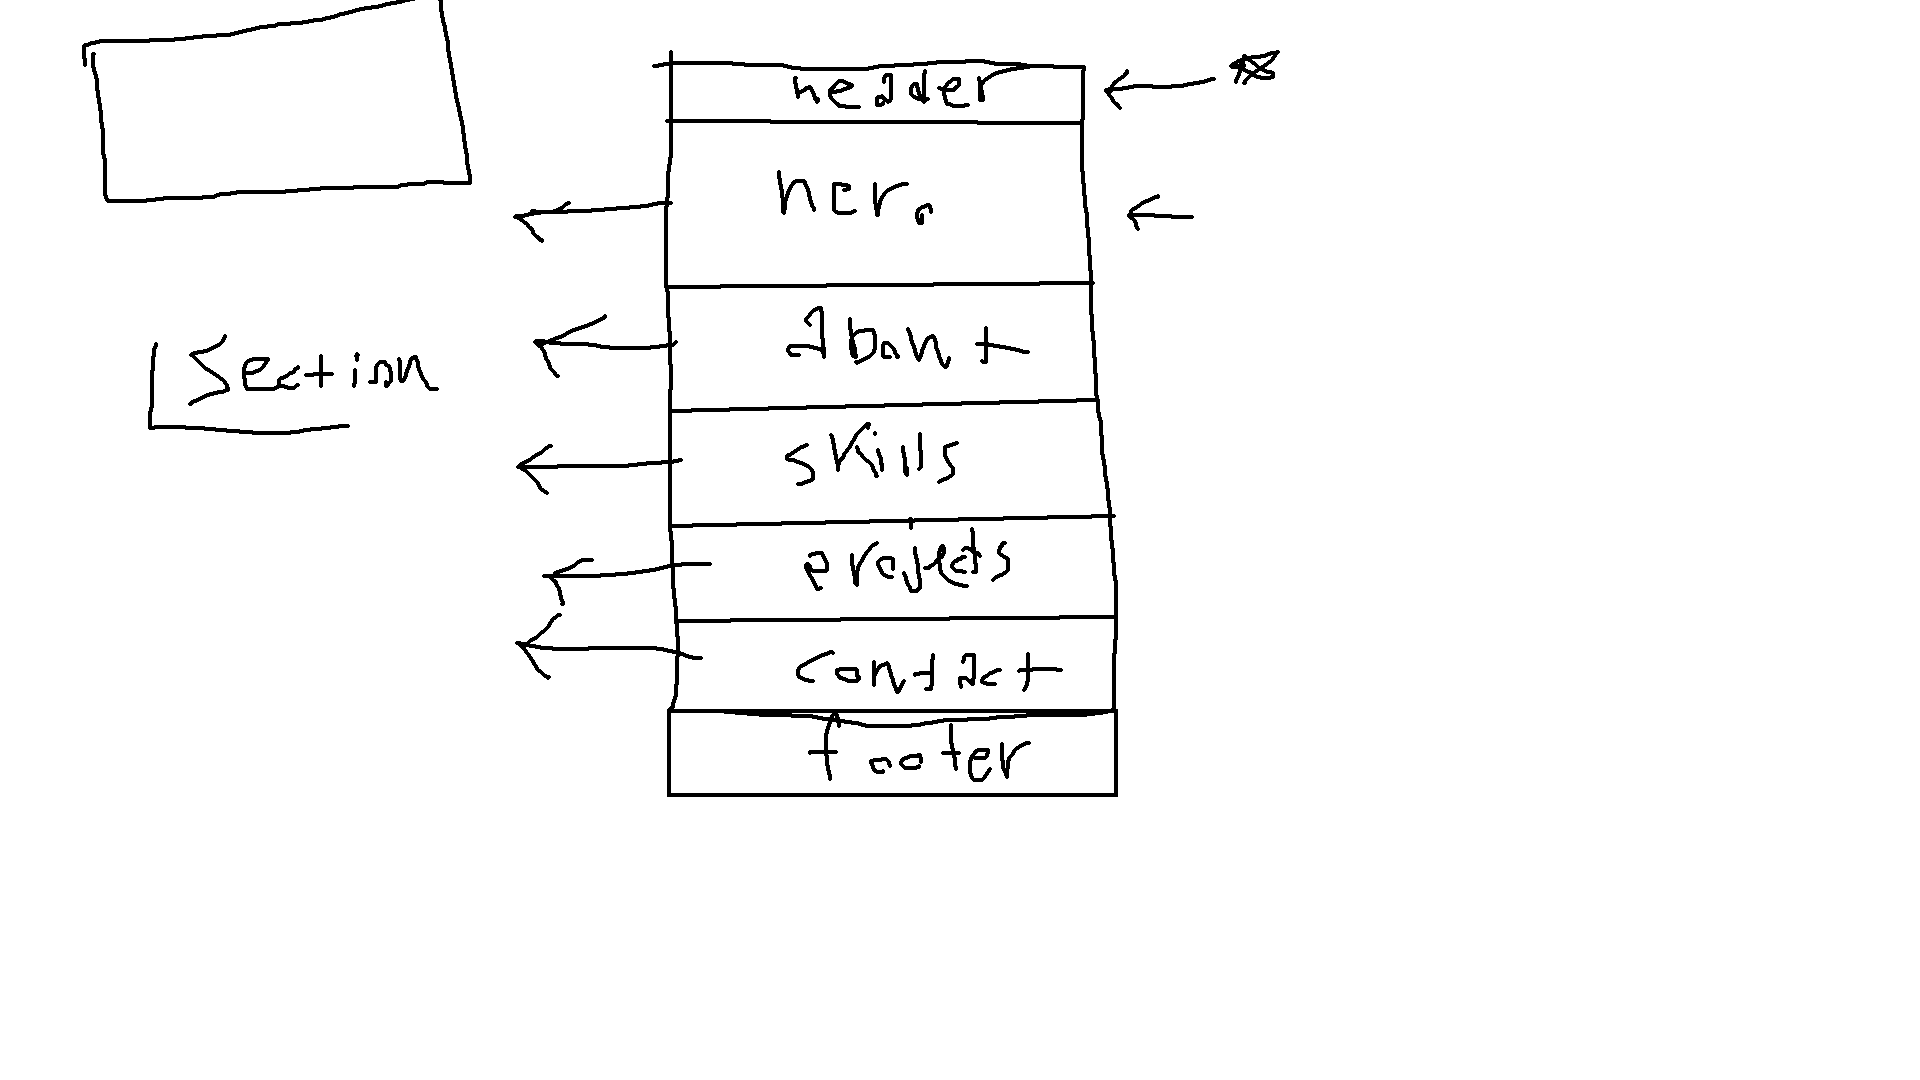 header
hero
about
Section
skills
projects
contact
footer